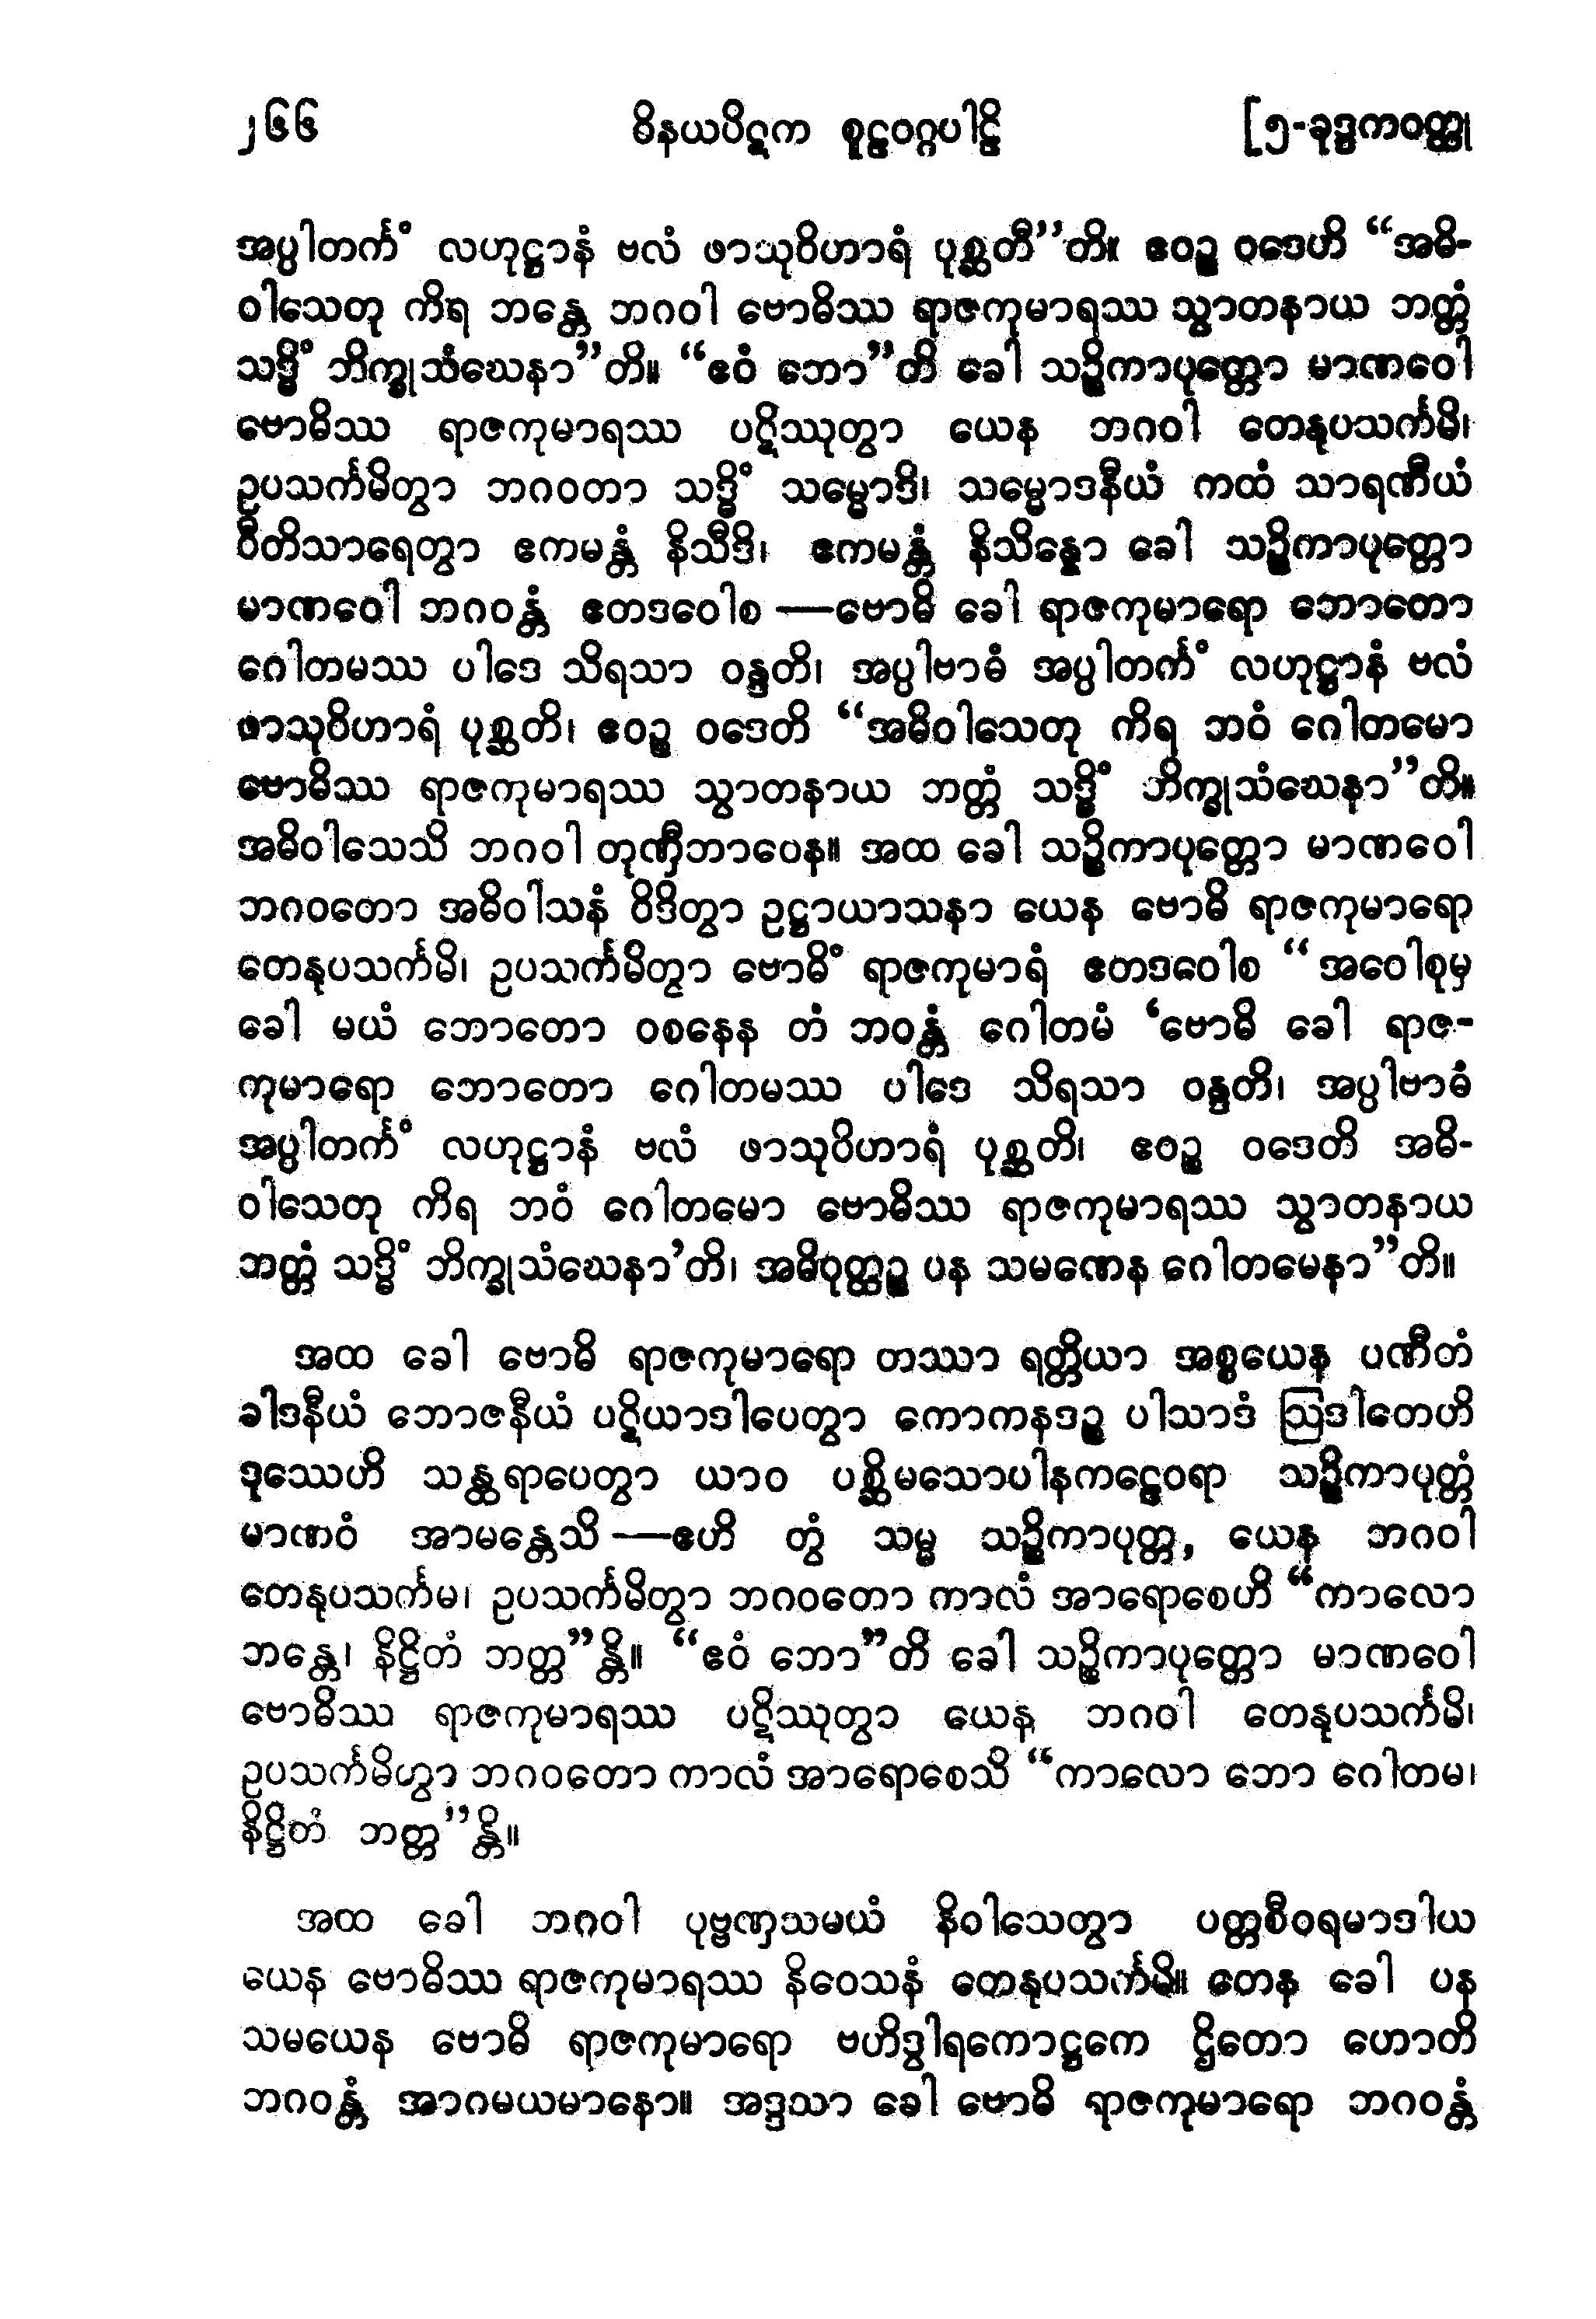 ၂၆၆ ဝိနယပိဋက စူဠဝဂ္ဂပါဠိ [၅-ခုဒ္ဒကဝတ္ထု
အပ္ပါတင်္ကံ လဟုဋ္ဌာနံ ဗလံ ဖာသုဝိဟာရံ ပုစ္ဆတီ”တိ။ ဧဝဉ္စ ဝဒေဟိ “အဓိ-
ဝါသေတု ကိရ ဘန္တေ ဘဂဝါ ဗောဓိဿ ရာဇကုမာရဿ သွာတနာယ ဘတ္တံ
သဒ္ဓိံ ဘိက္ခုသံဃေနာ”တိ။ “ဧဝံ ဘော”တိ ခေါ သဉ္ဇိကာပုတ္တော မာဏဝေါ
ဗောဓိဿ ရာဇကုမာရဿ ပဋိဿုတွာ ယေန ဘဂဝါ တေနုပသင်္ကမိ၊
ဥပသင်္ကမိတွာ ဘဂဝတာ သဒ္ဓိံ သမ္မောဒိ၊ သမ္မောဒနီယံ ကထံ သာရဏီယံ
ဝီတိသာရေတွာ ဧကမန္တံ နိသီဒိ၊ ဧကမန္တံ နိသိန္နော ခေါ သဉ္ဇိကာပုတ္တော
မာဏဝေါ ဘဂဝန္တံ ဧတဒဝေါစ —ဗောဓိ ခေါ ရာဇကုမာရော ဘောတော
ဂေါတမဿ ပါဒေ သိရသာ ဝန္ဒတိ၊ အပ္ပါဗာဓံ အပ္ပါတင်္ကံ လဟုဋ္ဌာနံ ဗလံ
ဖာသုဝိဟာရံ ပုစ္ဆတိ၊ ဧဝဉ္စ ဝဒေတိ “အဓိဝါသေတု ကိရ ဘဝံ ဂေါတမော
ဗောဓိဿ ရာဇကုမာရဿ သွာတနာယ ဘတ္တံ သဒ္ဓိံ ဘိက္ခုသံဃေနာ”တိ။
အဓိဝါသေသိ ဘဂဝါ တုဏှီဘာဝေန။ အထ ခေါ သဉ္ဇိကာပုတ္တော မာဏဝေါ
ဘဂဝတော အဓိဝါသနံ ဝိဒိတွာ ဥဋ္ဌာယာသနာ ယေန ဗောဓိ ရာဇကုမာရော
တေနုပသင်္ကမိ၊ ဥပသင်္ကမိတွာ ဗောဓိံ ရာဇကုမာရံ ဧတဒဝေါစ “အဝေါစုမှ
ခေါ မယံ ဘောတော ဝစနေန တံ ဘဝန္တံ ဂေါတမံ ‘ဗောဓိ ခေါ ရာဇ-
ကုမာရော ဘောတော ဂေါတမဿ ပါဒေ သိရသာ ဝန္ဒတိ၊ အပ္ပါဗာဓံ
အပ္ပါတင်္ကံ လဟုဋ္ဌာနံ ဗလံ ဖာသုဝိဟာရံ ပုစ္ဆတိ၊ ဧဝဉ္စ ဝဒေတိ အဓိ-
ဝါသေတု ကိရ ဘဝံ ဂေါတမော ဗောဓိဿ ရာဇကုမာရဿ သွာတနာယ
ဘတ္တံ သဒ္ဓိံ ဘိက္ခုသံဃေနာ’တိ၊ အဓိဝုတ္ထဉ္စ ပန သမဏေန ဂေါတမေနာ”တိ။
အထ ခေါ ဗောဓိ ရာဇကုမာရော တဿာ ရတ္တိယာ အစ္စယေန ပဏီတံ
ခါဒနီယံ ဘောဇနီယံ ပဋိယာဒါပေတွာ ကောကနဒဉ္စ ပါသာဒံ ဩဒါတေဟိ
ဒုဿေဟိ သန္ထရာပေတွာ ယာဝ ပစ္ဆိမသောပါနကဠေဝရာ သဉ္ဇိကာပုတ္တံ
မာဏဝံ အာမန္တေသိ —ဧဟိ တွံ သမ္မ သဉ္ဇိကာပုတ္တ, ယေန ဘဂဝါ
တေနုပသင်္ကမ၊ ဥပသင်္ကမိတွာ ဘဂဝတော ကာလံ အာရောစေဟိ “ကာလော
ဘန္တေ၊ နိဋ္ဌိတံ ဘတ္တ”န္တိ။ “ဧဝံ ဘော”တိ ခေါ သဉ္ဇိကာပုတ္တော မာဏဝေါ
ဗောဓိဿ ရာဇကုမာရဿ ပဋိဿုတွာ ယေန ဘဂဝါ တေနုပသင်္ကမိ၊
ဥပသင်္ကမိတွာ ဘဂဝတော ကာလံ အာရောစေသိ “ကာလော ဘော ဂေါတမ၊
နိဋ္ဌိတံ ဘတ္တ”န္တိ။
အထ ခေါ ဘဂဝါ ပုဗ္ဗဏှသမယံ နိဝါသေတွာ ပတ္တစီဝရမာဒါယ
ယေန ဗောဓိဿ ရာဇကုမာရဿ နိဝေသနံ တေနုပသင်္ကမိ။ တေန ခေါ ပန
သမယေန ဗောဓိ ရာဇကုမာရော ဗဟိဒွါရကောဋ္ဌကေ ဌိတော ဟောတိ
ဘဂဝန္တံ အာဂမယမာနော။ အဒ္ဒသာ ခေါ ဗောဓိ ရာဇကုမာရော ဘဂဝန္တံ